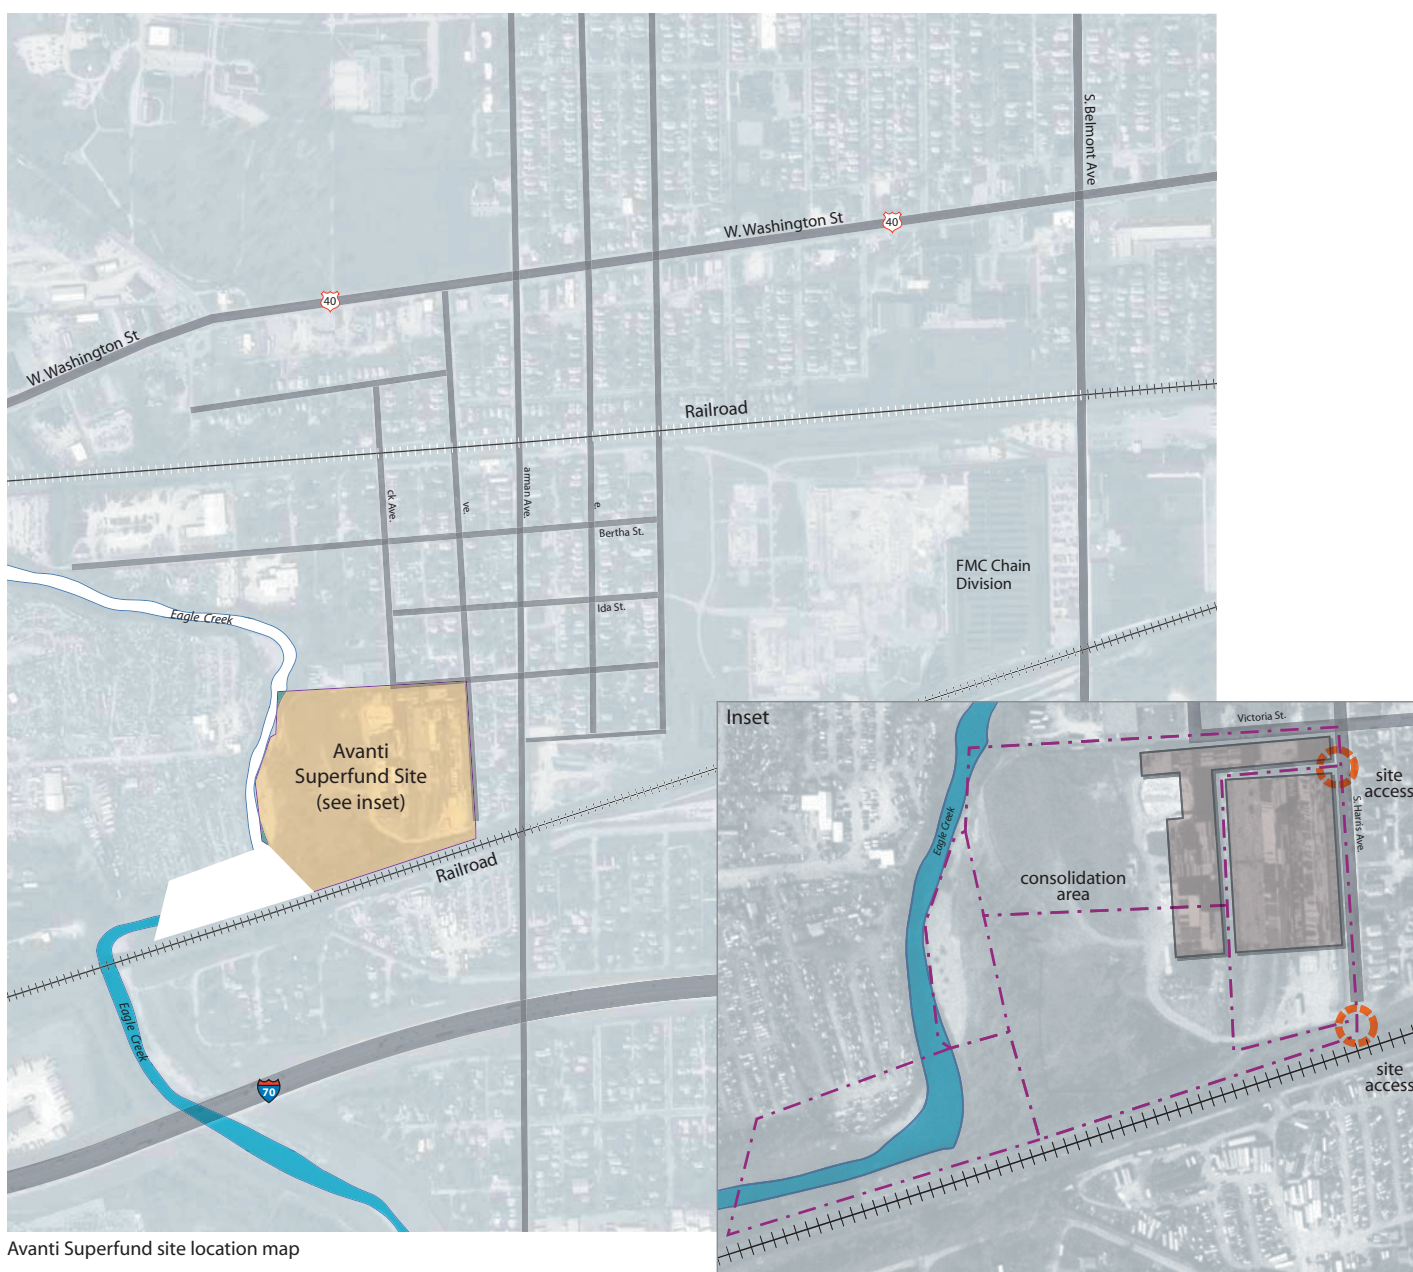 S. Belmont Ave
W. Washington St
40
40
W. Washington St
Railroad
ck Ave.
ve.
arman Ave.
e.
Bertha St.
FMC Chain
Division
Ida St.
Eagle Creek
Avanti
Superfund Site
(see inset)
Railroad
Eagle Creek
70
Inset
Victoria St.
site
access
S. Harris Ave.
Eagle Creek
consolidation
area
site
access
Avanti Superfund site location map